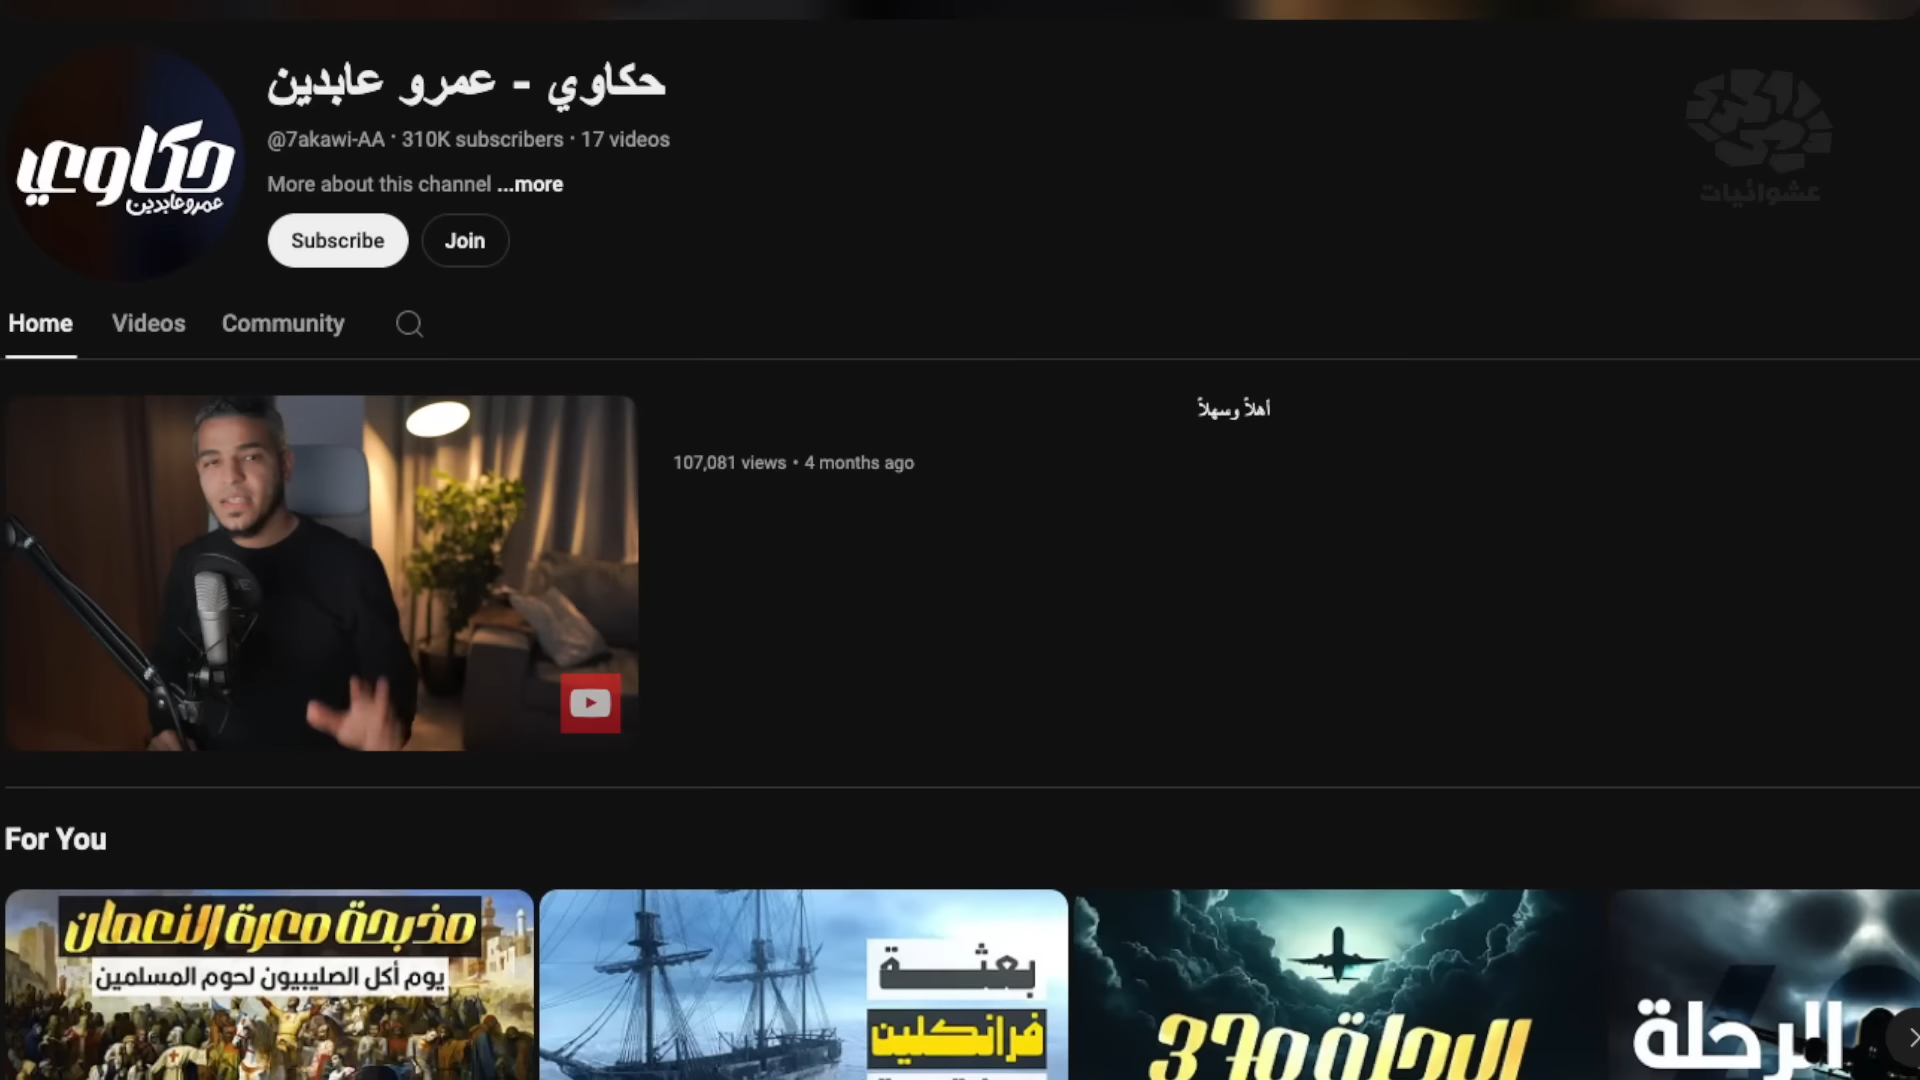 حكاوي - عمرو عابدين
@7akawi-AA · 310K subscribers · 17 videos
More about this channel ...more
حكاوي
عمرو عابدين
Subscribe
Join
عشوائيات
Home
Videos
Community
أهلاً وسهلاً
107,081 views • 4 months ago
For You
مذبحة معرة النعمان
يوم أكل الصليبيون لحوم المسلمين
بعثة
فرانكلين
الرحلة 370
الرحلة